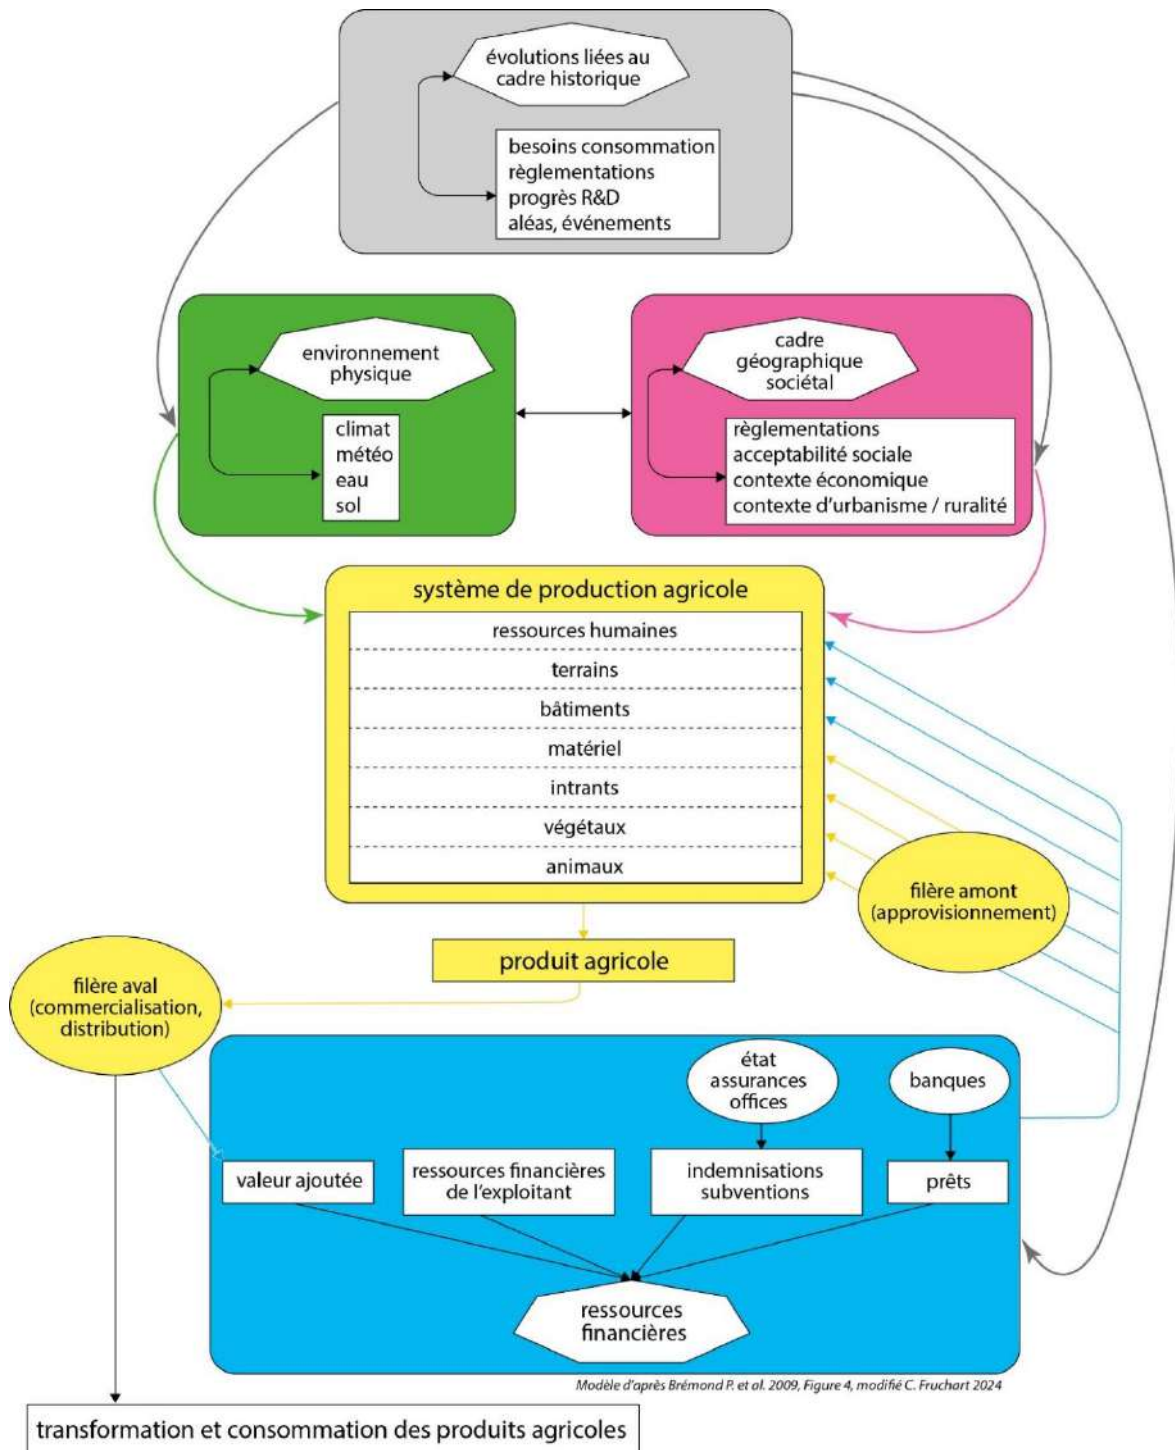 évolutions liées au
cadre historique
besoins consommation
règlementations
progrès R&D
aléas, événements
environnement
physique
climat
météo
eau
sol
cadre
géographique
sociétal
règlementations
acceptabilité sociale
contexte économique
contexte d'urbanisme / ruralité
système de production agricole
ressources humaines
terrains
bâtiments
matériel
intrants
végétaux
animaux
filère amont
(approvisionnement)
produit agricole
filère aval
(commercialisation,
distribution)
état
assurances
offices
banques
valeur ajoutée
ressources financières
de l'exploitant
indemnisations
subventions
prêts
ressources
financières
Modèle d'après Brémond P. et al. 2009, Figure 4, modifié C. Fruchart 2024
transformation et consommation des produits agricoles